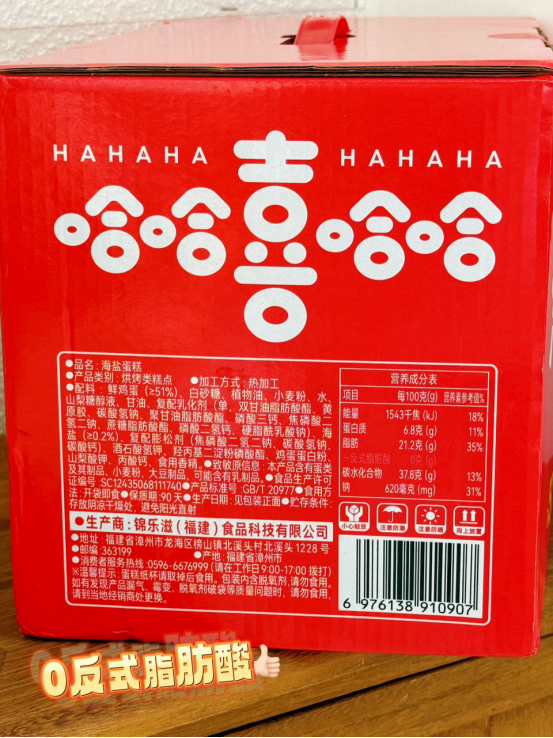 HAHAHA 囍 HAHAHA
哈哈 哈哈
●品名: 海盐蛋糕
●产品类别: 烘烤类糕点 ●加工方式: 热加工
●配料: 鲜鸡蛋 (≥51%)、白砂糖、植物油、小麦粉、水、
山梨糖醇液、甘油、复配乳化剂 (单,双甘油脂肪酸酯、黄
原胶、碳酸氢钠、聚甘油脂肪酸酯、磷酸三钙、焦磷酸二
氢二钠、蔗糖脂肪酸酯、磷酸氢二钙、硬脂酰乳酸钠)、海
盐(≥0.2%)、复配膨松剂 (焦磷酸二氢二钠、碳酸氢钠、
碳酸钙)、酒石酸氢钾、羟丙基二淀粉磷酸酯、鸡蛋蛋白粉、
山梨酸钾、丙酸钙、食用香精。●致敏原信息: 本产品含有蛋类
及其制品、小麦粉、大豆制品, 可能含有乳制品。●食品生产许可
证编号: SC12435068111740 ●产品标准号: GB/T 20977 ●食用方
法: 开袋即食 ●保质期: 90 天 ●生产日期: 见包装正面 ●贮存条件:
存放阴凉干燥处, 避免阳光直射
●生产商: 锦乐滋 (福建) 食品科技有限公司
●地址: 福建省漳州市龙海区榜山镇北溪头村北溪头 1228 号
●邮编: 363199 ●产地: 福建省漳州市
●消费者服务热线: 0596-6676999 (请在工作日9:00-17:00 拨打)
※温馨提示: 蛋糕纸杯请取掉后食用。包装内含脱氧剂, 请勿食用。
如有发现产品漏气、霉变、脱氧剂破袋等质量问题时, 请勿食用,
请到当地经销商处更换。
营养成分表
项目 每100克(g) 营养素参考值%
能量 1543千焦 (kJ) 18%
蛋白质 6.8克 (g) 11%
脂肪 21.2克 (g) 35%
-反式脂肪酸 0克 (g)
碳水化合物 37.8克 (g) 13%
钠 620毫克 (mg) 31%
小心轻放 注意防潮 注意防晒 向上放置
6 976138 910907
0反式脂肪酸